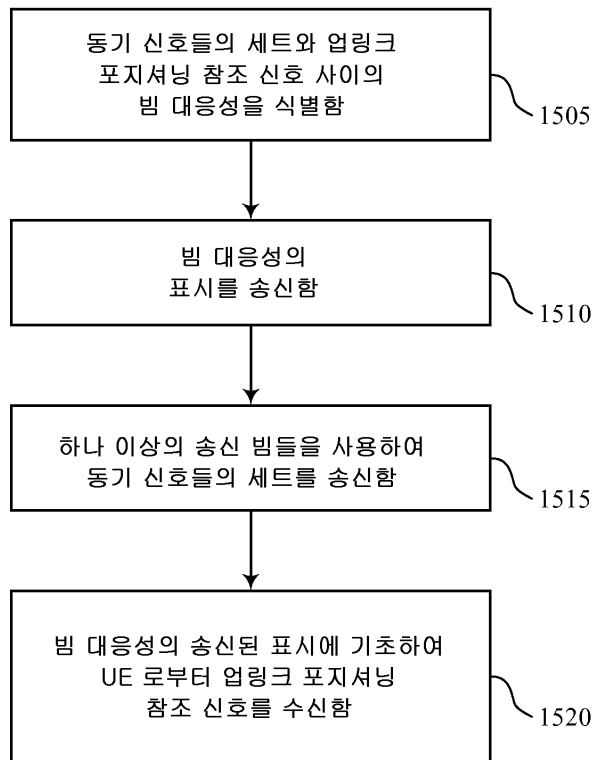 동기 신호들의 세트와 업링크
포지셔닝 참조 신호 사이의
빔 대응성을 식별함
1505
빔 대응성의
표시를 송신함
1510
하나 이상의 송신 빔들을 사용하여
동기 신호들의 세트를 송신함
1515
빔 대응성의 송신된 표시에 기초하여
UE 로부터 업링크 포지셔닝
참조 신호를 수신함
1520